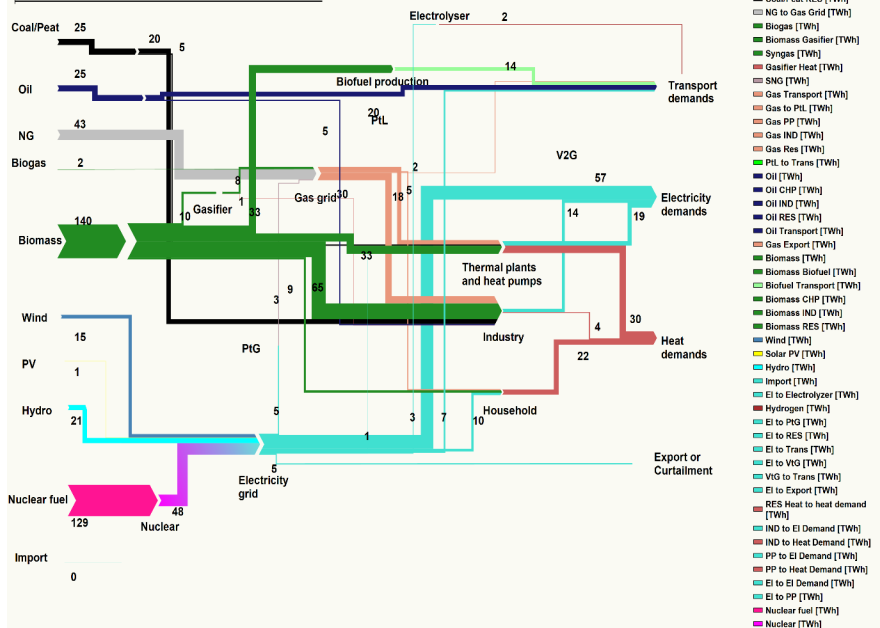 Electrolyser 2
Coal/Peat 25
20
5
Oil 25
Biofuel production
14
Transport
demands
20
PtL
NG 43
5
V2G
Biogas 2
8
2
57
10
1
33
Gasifier
Gas grid
30
18
5
Electricity
demands
14
19
Biomass 140
33
Thermal plants
and heat pumps
65
9
3
Wind
15
30
4
Industry
22
Heat
demands
PtG
PV
1
Hydro
21
5
3
7
10
Household
1
Electricity
grid
5
Export or
Curtailment
Nuclear fuel
129
48
Nuclear
Import
0
NG to Gas Grid [TWh]
Biogas [TWh]
Biomass Gasifier [TWh]
Syngas [TWh]
Gasifier Heat [TWh]
SNG [TWh]
Gas Transport [TWh]
Gas to PtL [TWh]
Gas PP [TWh]
Gas IND [TWh]
Gas Res [TWh]
PtL to Trans [TWh]
Oil [TWh]
Oil CHP [TWh]
Oil IND [TWh]
Oil RES [TWh]
Oil Transport [TWh]
Gas Export [TWh]
Biomass [TWh]
Biomass Biofuel [TWh]
Biofuel Transport [TWh]
Biomass CHP [TWh]
Biomass IND [TWh]
Biomass RES [TWh]
Wind [TWh]
Solar PV [TWh]
Hydro [TWh]
Import [TWh]
El to Electrolyzer [TWh]
Hydrogen [TWh]
El to PtG [TWh]
El to RES [TWh]
El to Trans [TWh]
El to VtG [TWh]
VtG to Trans [TWh]
El to Export [TWh]
RES Heat to heat demand
[TWh]
IND to El Demand [TWh]
IND to Heat Demand [TWh]
PP to El Demand [TWh]
PP to Heat Demand [TWh]
El to El Demand [TWh]
El to PP [TWh]
Nuclear fuel [TWh]
Nuclear [TWh]